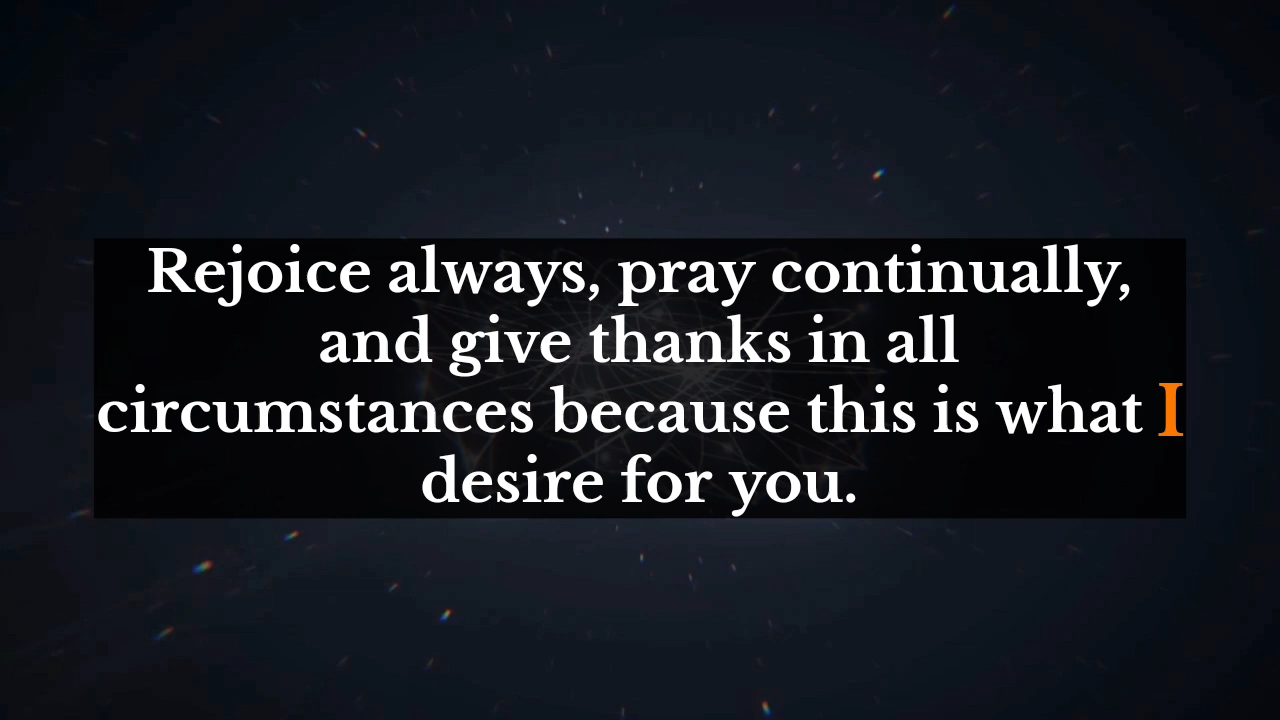 Rejoice always, pray continually,
and give thanks in all
circumstances because this is what I
desire for you.